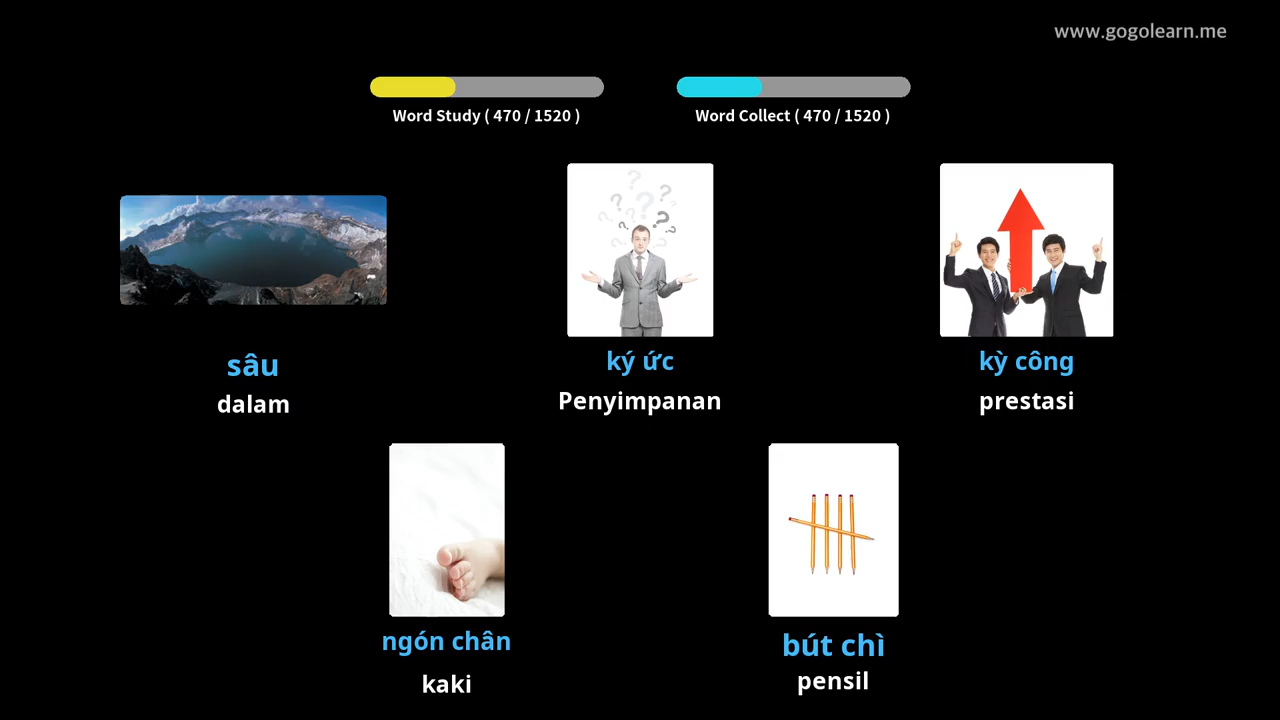 www.gogolearn.me
Word Study ( 470 / 1520 )
Word Collect ( 470 / 1520 )
sâu
dalam
ký ức
Penyimpanan
kỳ công
prestasi
ngón chân
kaki
bút chì
pensil